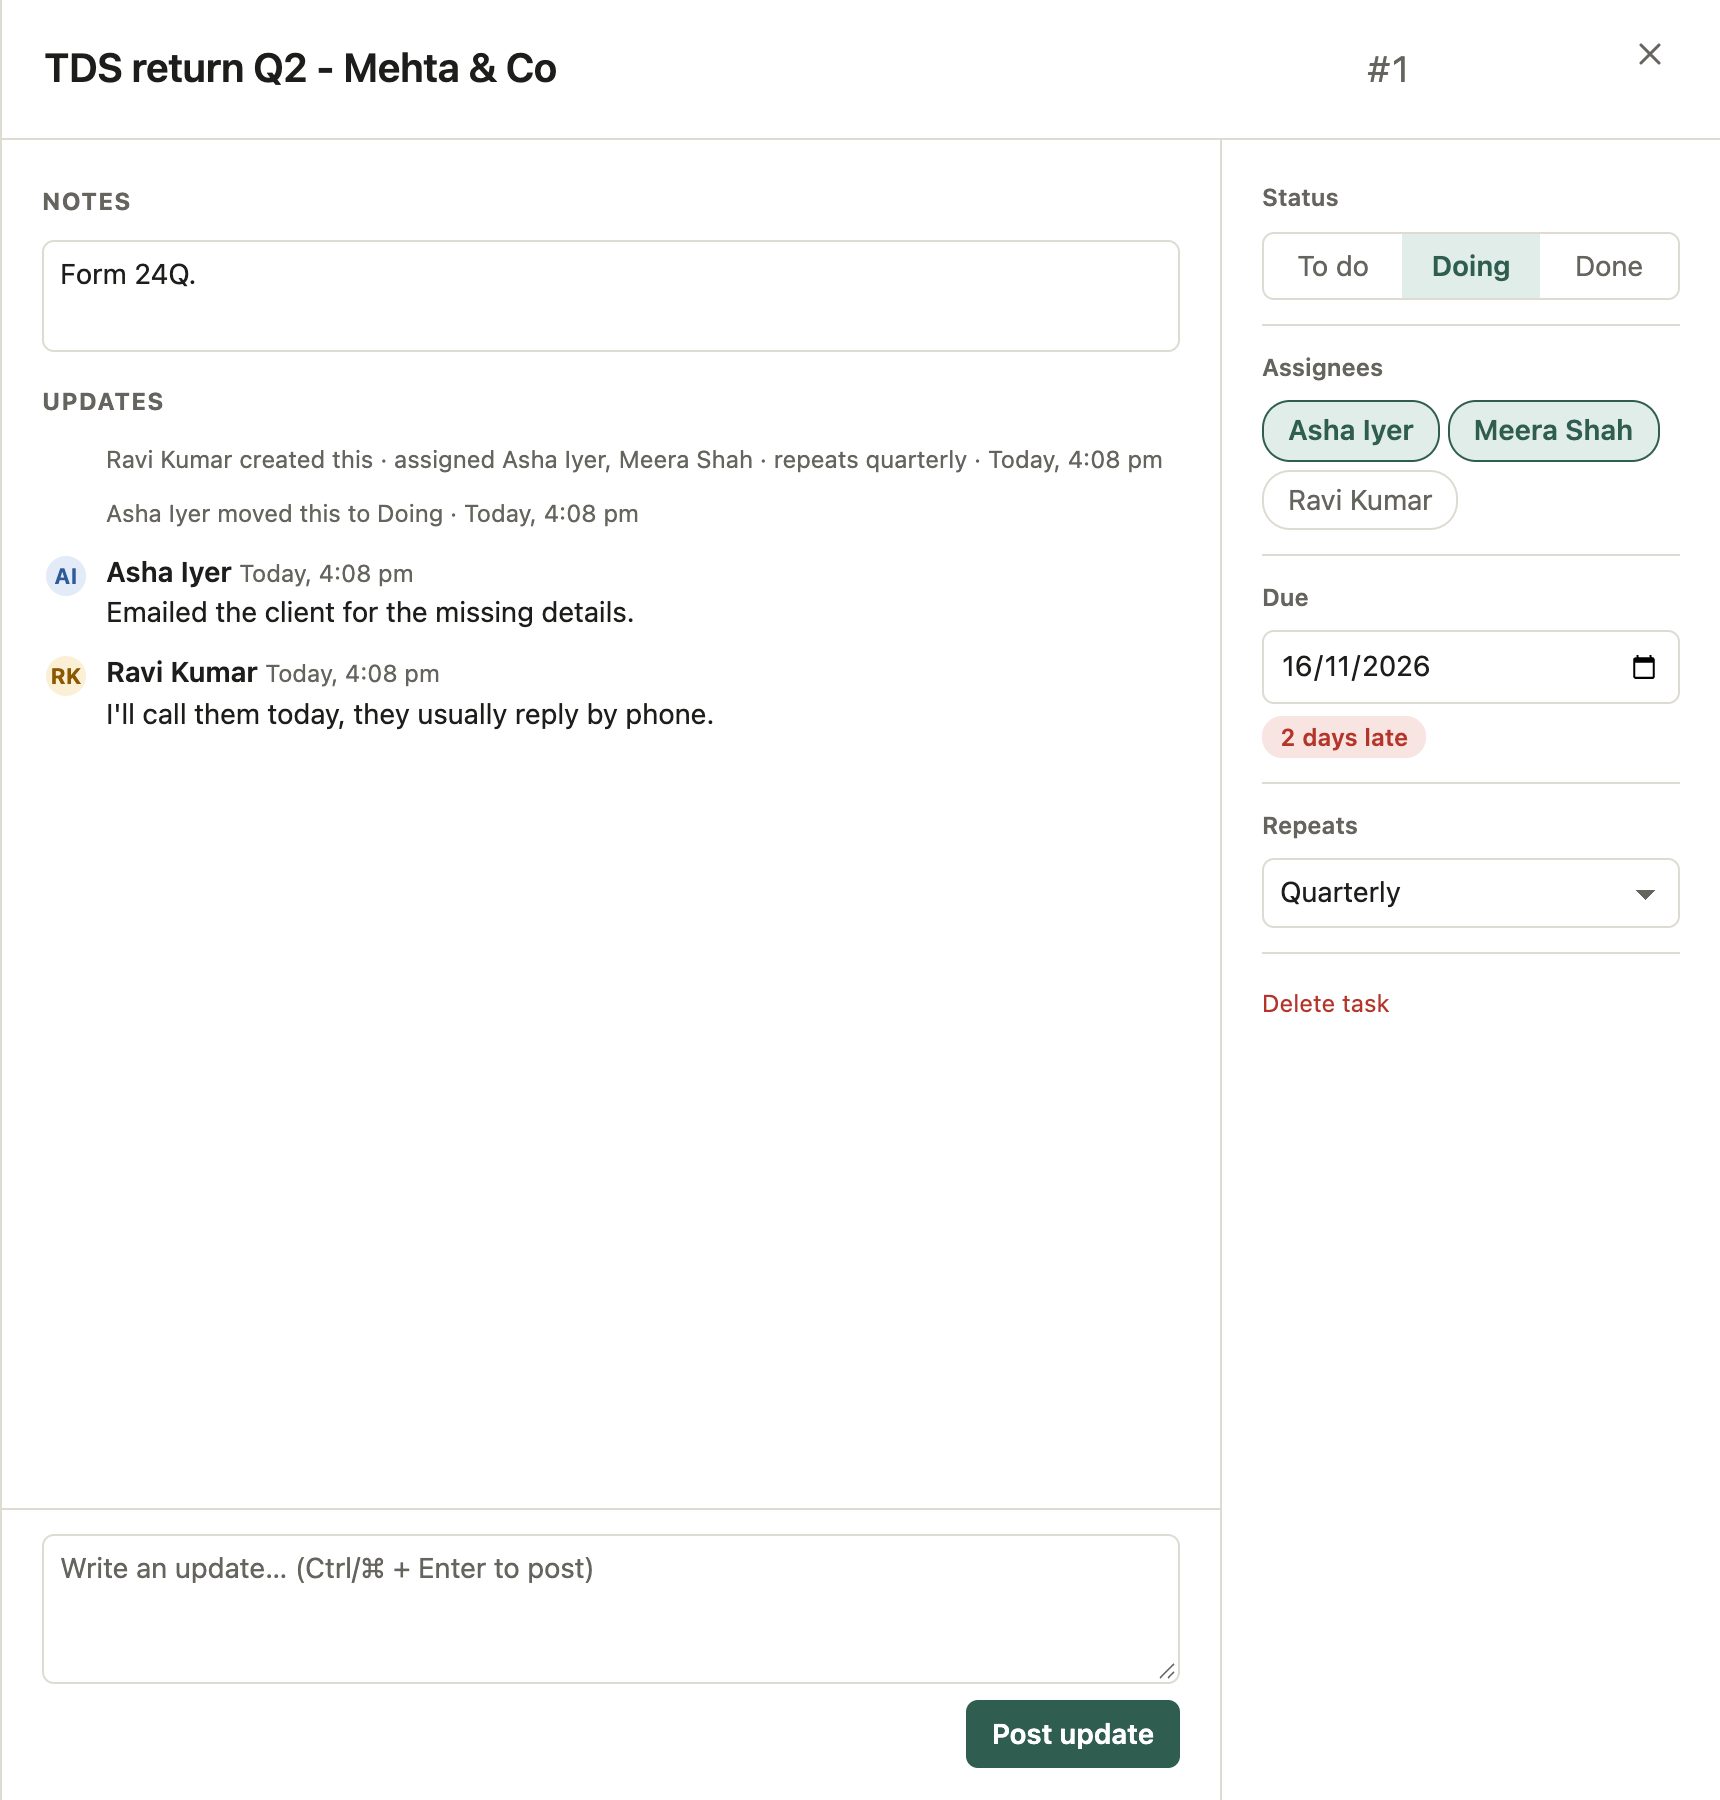 TDS return Q2 - Mehta & Co
#1
NOTES
Form 24Q.
UPDATES
Ravi Kumar created this · assigned Asha Iyer, Meera Shah · repeats quarterly · Today, 4:08 pm
Asha Iyer moved this to Doing · Today, 4:08 pm
AI
Asha Iyer Today, 4:08 pm
Emailed the client for the missing details.
RK
Ravi Kumar Today, 4:08 pm
I'll call them today, they usually reply by phone.
Write an update... (Ctrl/⌘ + Enter to post)
Post update
Status
To do Doing Done
Assignees
Asha Iyer Meera Shah
Ravi Kumar
Due
16/11/2026
2 days late
Repeats
Quarterly
Delete task